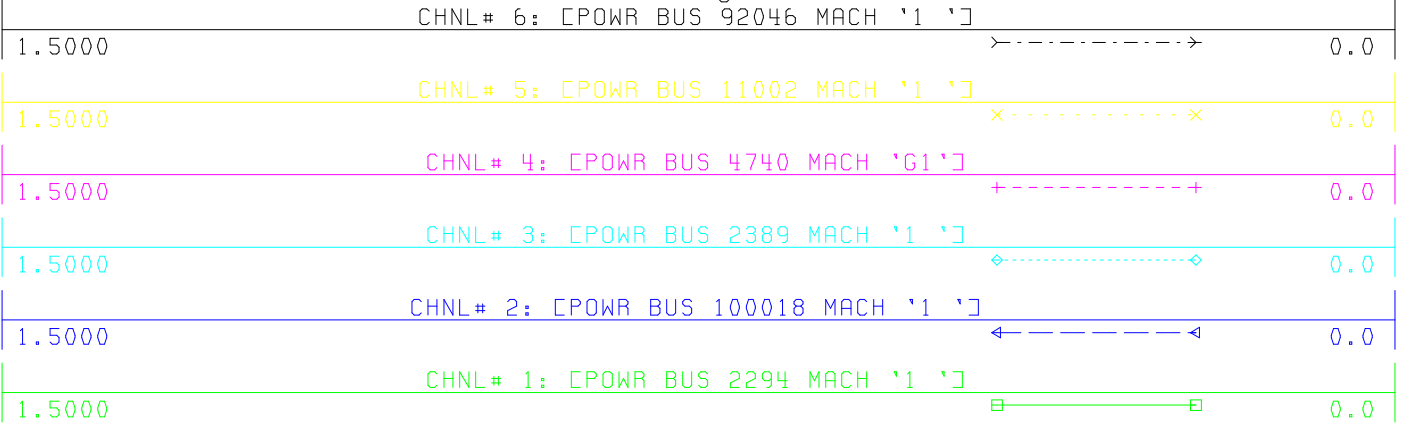 CHNL# 6: [POWR BUS 92046 MACH '1 ']
1.5000 0.0
CHNL# 5: [POWR BUS 11002 MACH '1 ']
1.5000 0.0
CHNL# 4: [POWR BUS 4740 MACH 'G1']
1.5000 0.0
CHNL# 3: [POWR BUS 2389 MACH '1 ']
1.5000 0.0
CHNL# 2: [POWR BUS 100018 MACH '1 ']
1.5000 0.0
CHNL# 1: [POWR BUS 2294 MACH '1 ']
1.5000 0.0